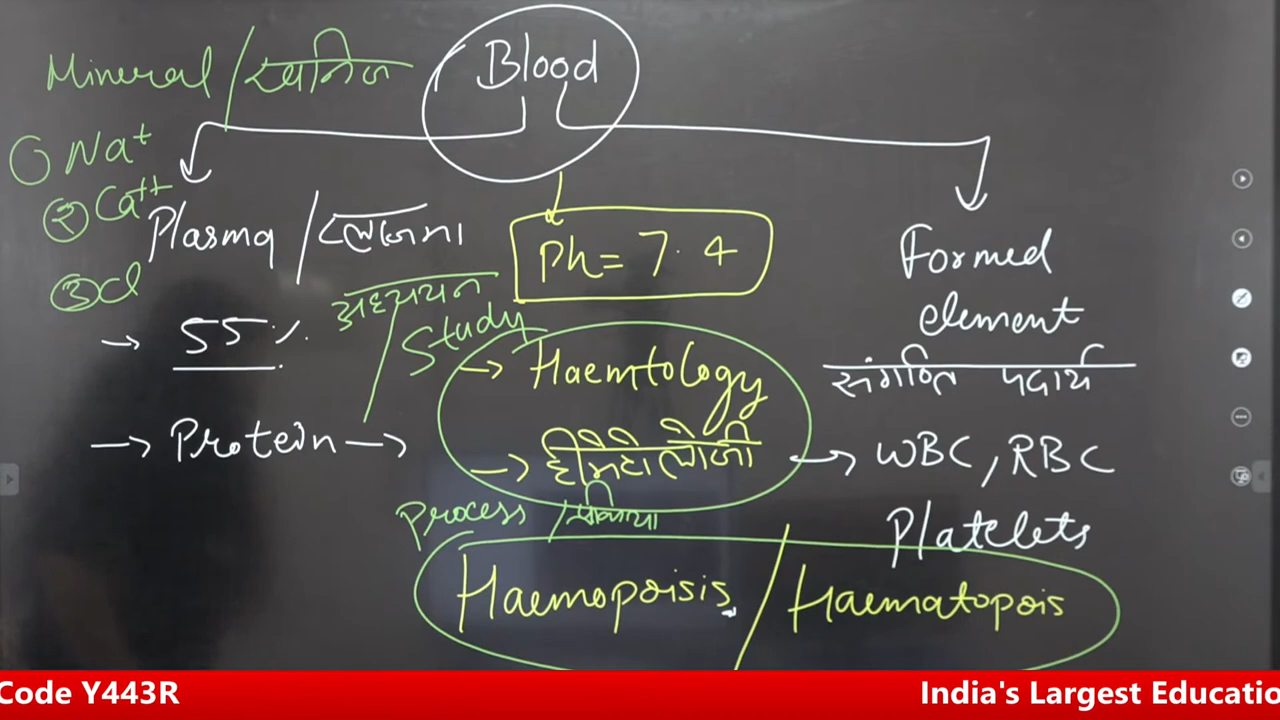 Mineral / खनिज
Blood
① Na+
② Ca++
③ Cl
Plasma / प्लाज्मा
Ph = 7.4
Formed
element
संगठित पदार्थ
→ 55 %.
अध्ययन
/ Study
→ Haemtology
→ हीमैटोलॉजी
→ Protein →
→ WBC, RBC
Platelets
Process / प्रक्रिया
Haemopoisis / Haematopois
Code Y443R
India's Largest Educatio